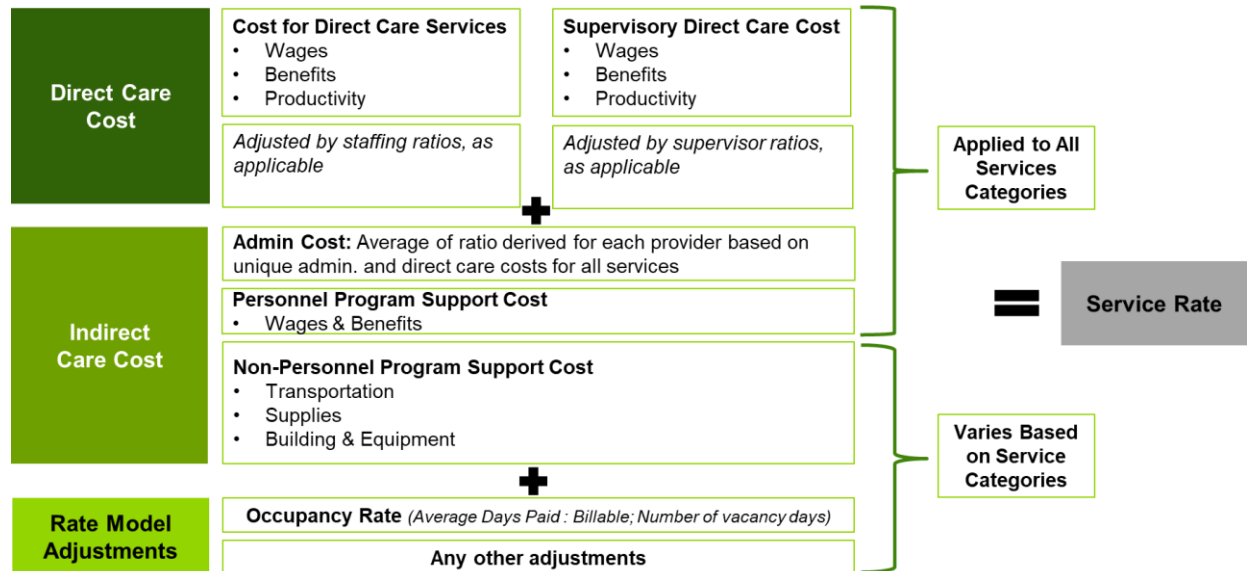 Direct Care
Cost
Cost for Direct Care Services
• Wages
• Benefits
• Productivity
Adjusted by staffing ratios, as
applicable
Supervisory Direct Care Cost
• Wages
• Benefits
• Productivity
Adjusted by supervisor ratios,
as applicable
Applied to All
Services
Categories
Indirect
Care Cost
Admin Cost: Average of ratio derived for each provider based on
unique admin. and direct care costs for all services
Personnel Program Support Cost
• Wages & Benefits
Non-Personnel Program Support Cost
• Transportation
• Supplies
• Building & Equipment
Varies Based
on Service
Categories
Rate Model
Adjustments
Occupancy Rate (Average Days Paid : Billable; Number of vacancy days)
Any other adjustments
Service Rate